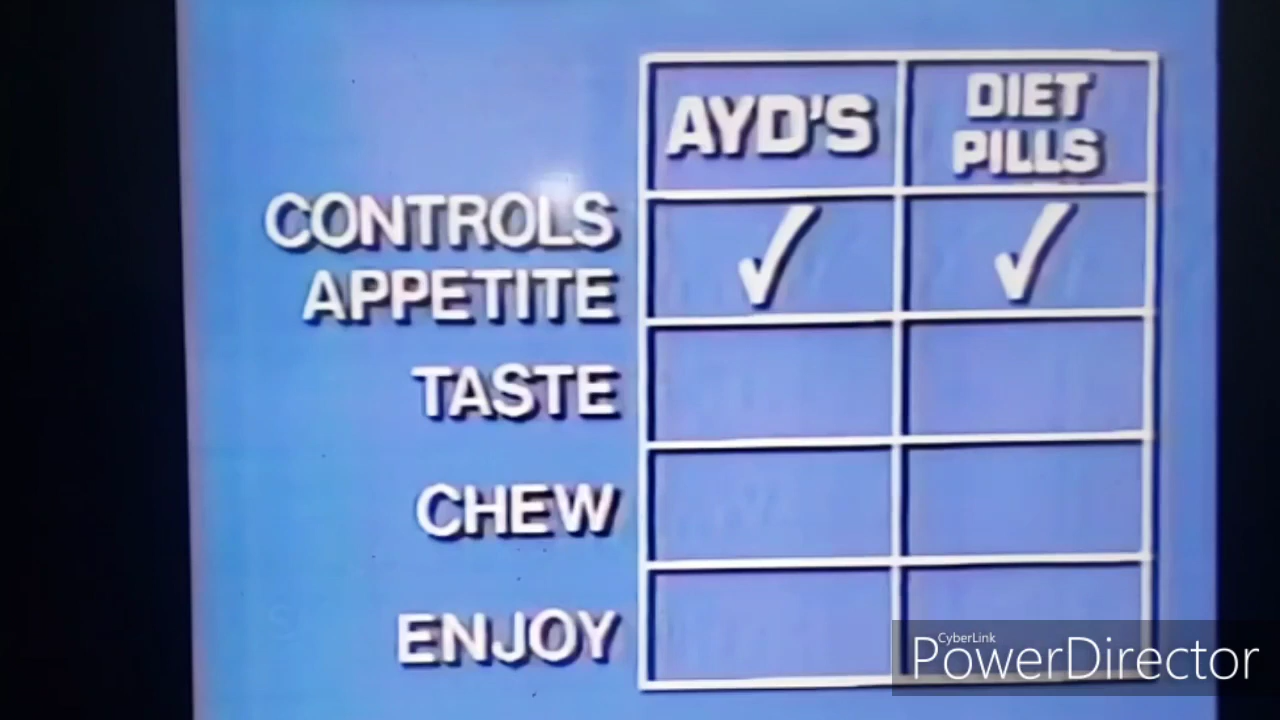 AYD'S
DIET
PILLS
CONTROLS
APPETITE
✓ ✓
TASTE
CHEW
ENJOY
CyberLink
PowerDirector